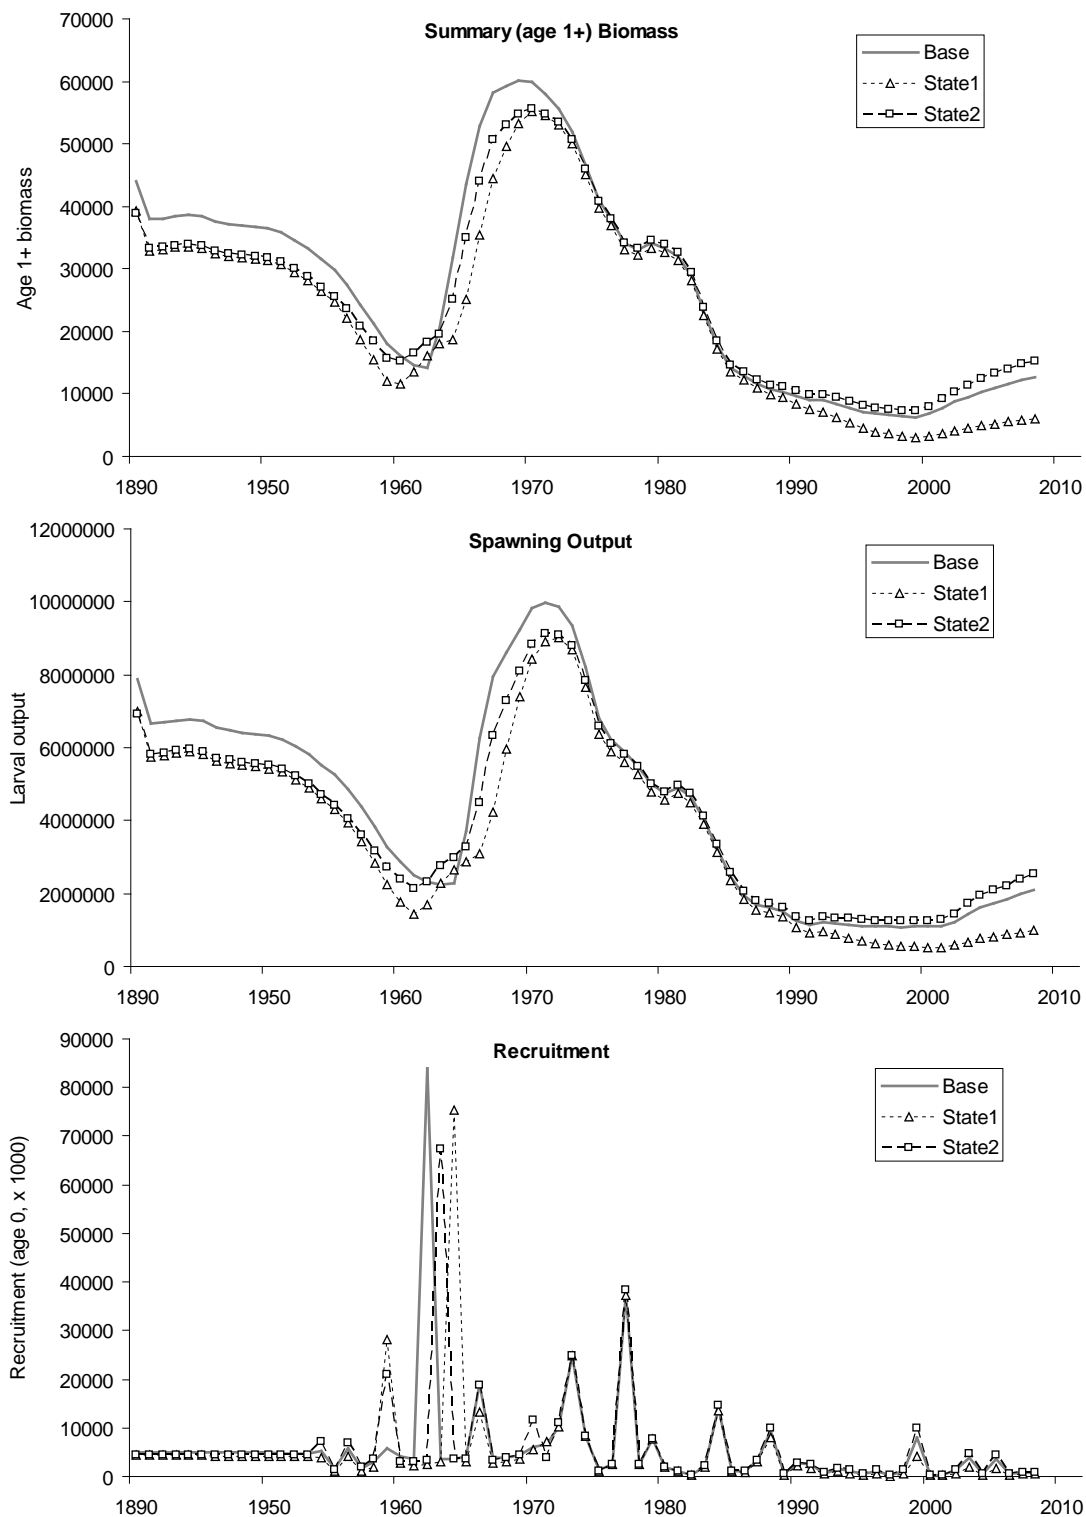 Summary (age 1+) Biomass
Age 1+ biomass
70000
60000
50000
40000
30000
20000
10000
0
1890 1950 1960 1970 1980 1990 2000 2010
Base
State1
State2
Spawning Output
Larval output
12000000
10000000
8000000
6000000
4000000
2000000
0
1890 1950 1960 1970 1980 1990 2000 2010
Base
State1
State2
Recruitment
Recruitment (age 0, x 1000)
90000
80000
70000
60000
50000
40000
30000
20000
10000
0
1890 1950 1960 1970 1980 1990 2000 2010
Base
State1
State2